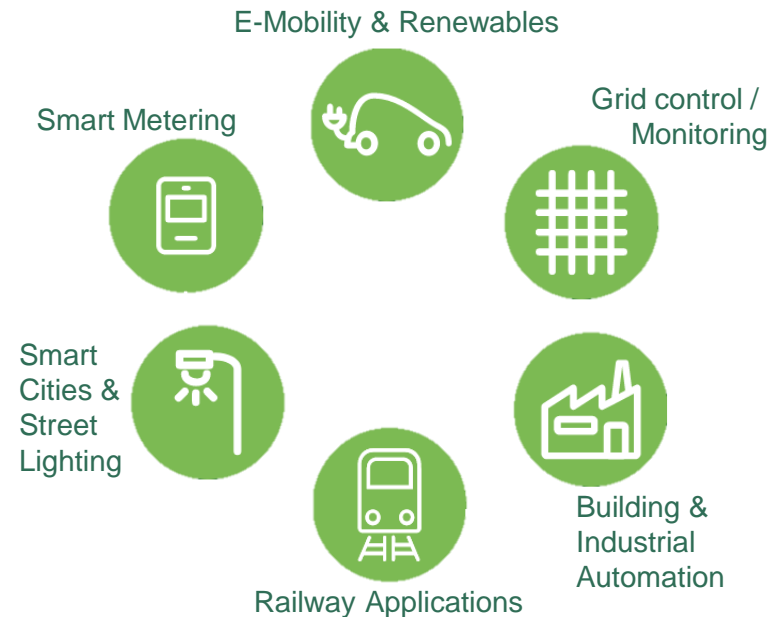 E-Mobility & Renewables
Grid control /
Monitoring
Smart Metering
Smart
Cities &
Street
Lighting
Building &
Industrial
Automation
Railway Applications